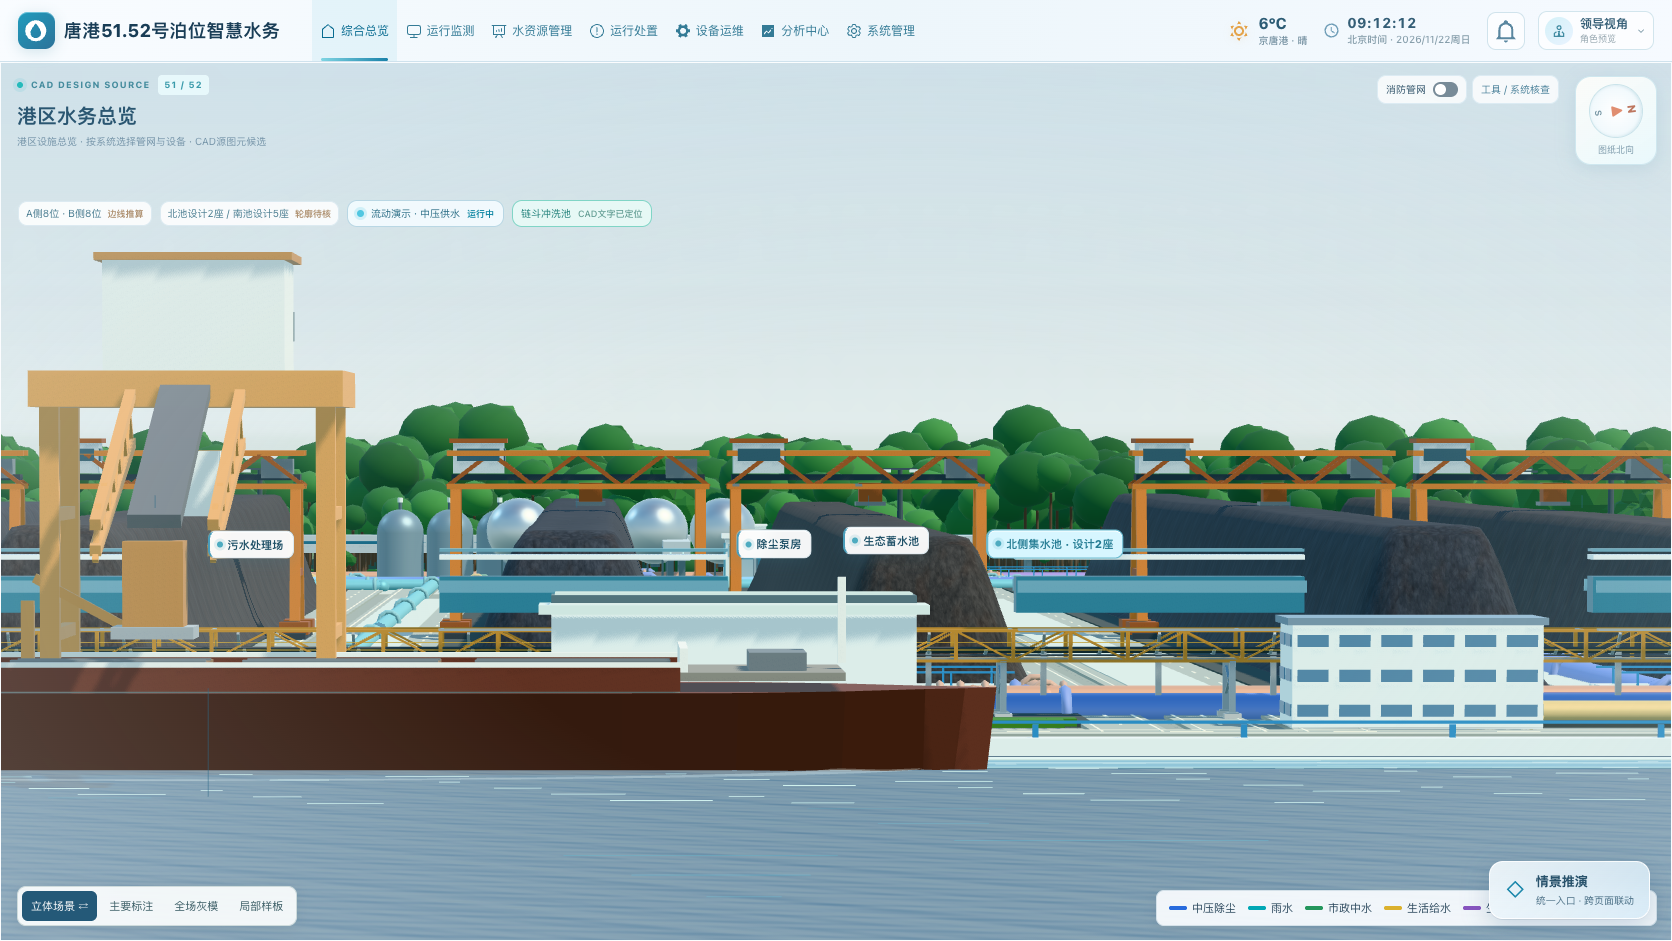 唐港51.52号泊位智慧水务
综合总览
运行监测
水资源管理
运行处置
设备运维
分析中心
系统管理
6°C
京唐港 · 晴
09:12:12
北京时间 · 2026/11/22周日
领导视角
角色预览
CAD DESIGN SOURCE 51 / 52
港区水务总览
港区设施总览 · 按系统选择管网与设备 · CAD源图元候选
消防管网
工具 / 系统核查
S N
图纸北向
A侧8位 · B侧8位 边线推算
北池设计2座 / 南池设计5座 轮廓待核
流动演示 · 中压供水 运行中
链斗冲洗池 CAD文字已定位
污水处理场
除尘泵房
生态蓄水池
北侧集水池 · 设计2座
立体场景
主要标注
全场灰模
局部样板
中压除尘
雨水
市政中水
生活给水
情景推演
统一入口 · 跨页面联动